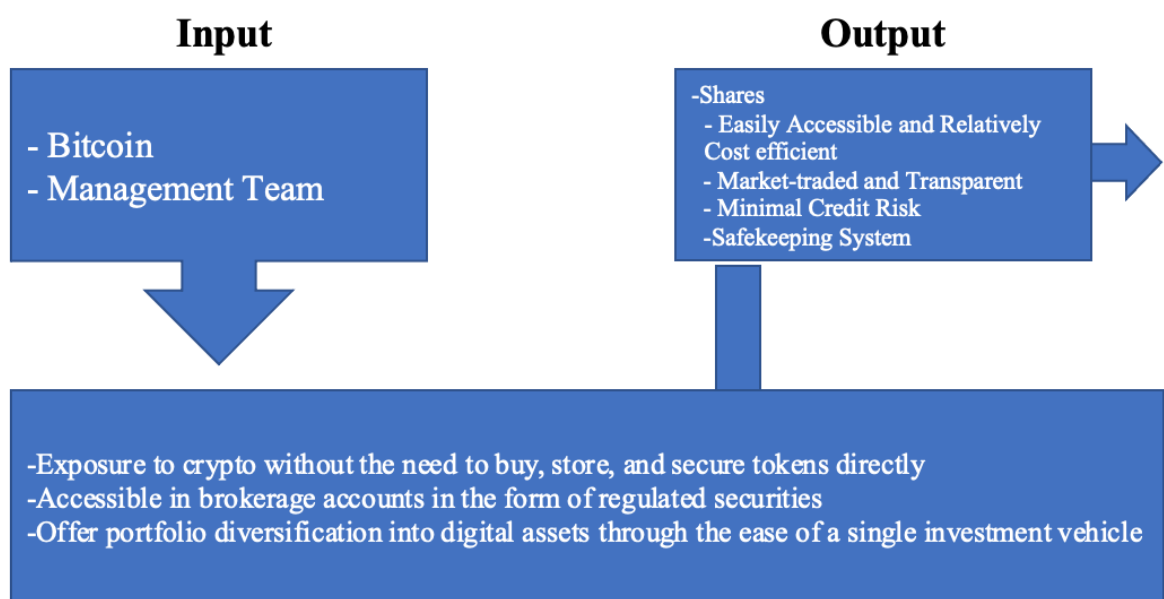 Input
Output
- Bitcoin
- Management Team
-Shares
- Easily Accessible and Relatively
Cost efficient
- Market-traded and Transparent
- Minimal Credit Risk
-Safekeeping System
-Exposure to crypto without the need to buy, store, and secure tokens directly
-Accessible in brokerage accounts in the form of regulated securities
-Offer portfolio diversification into digital assets through the ease of a single investment vehicle